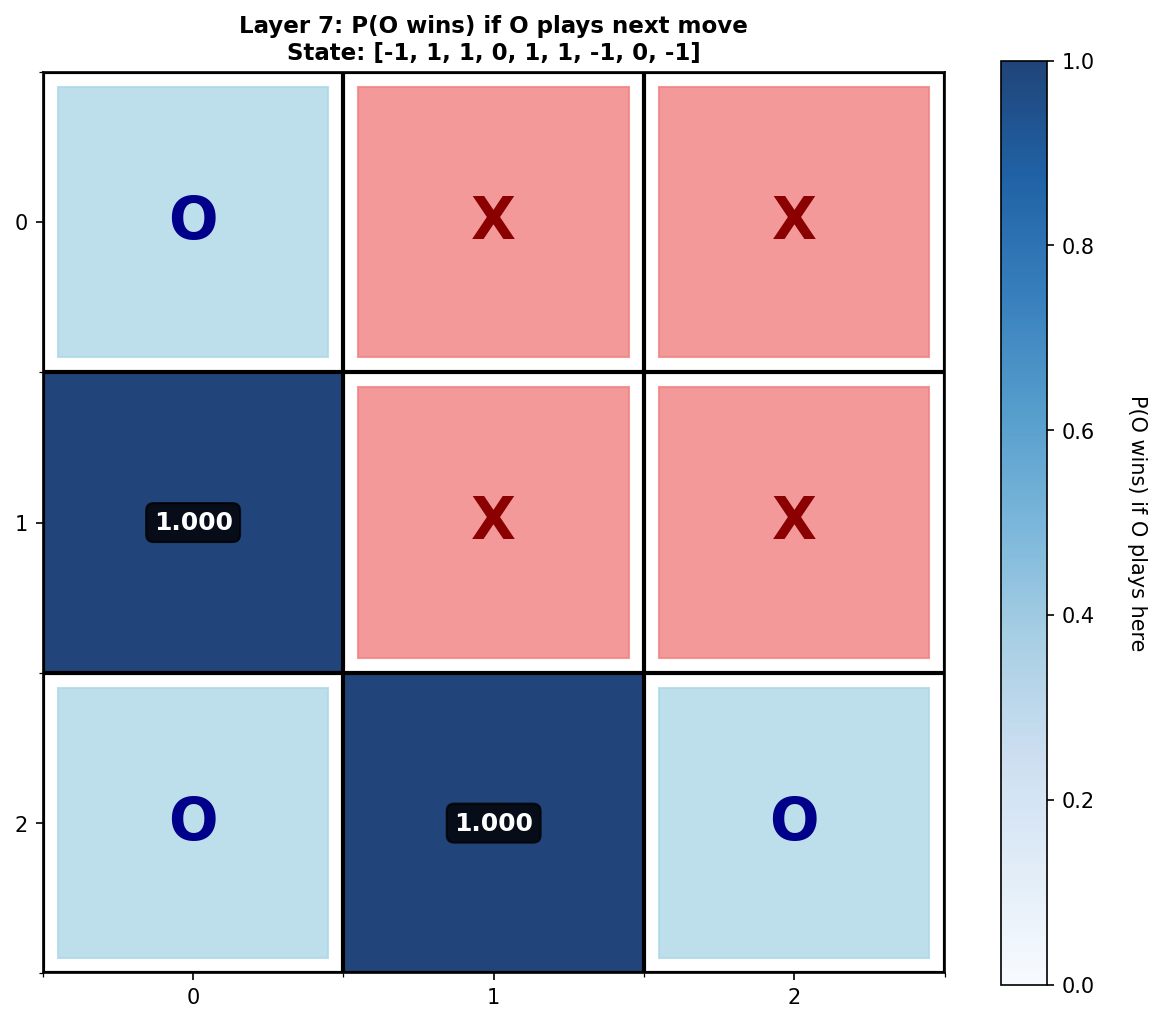 Layer 7: P(O wins) if O plays next move
State: [-1, 1, 1, 0, 1, 1, -1, 0, -1]
0
O
X
X
1
1.000
X
X
2
O
1.000
O
0
1
2
1.0
0.8
0.6
0.4
0.2
0.0
P(O wins) if O plays here